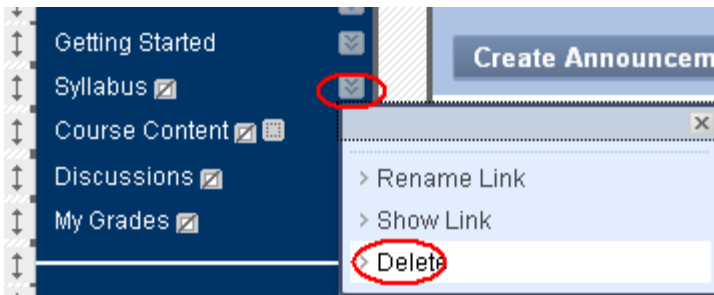 Getting Started
Syllabus
Course Content
Discussions
My Grades
Create Announcem
Rename Link
Show Link
Delete